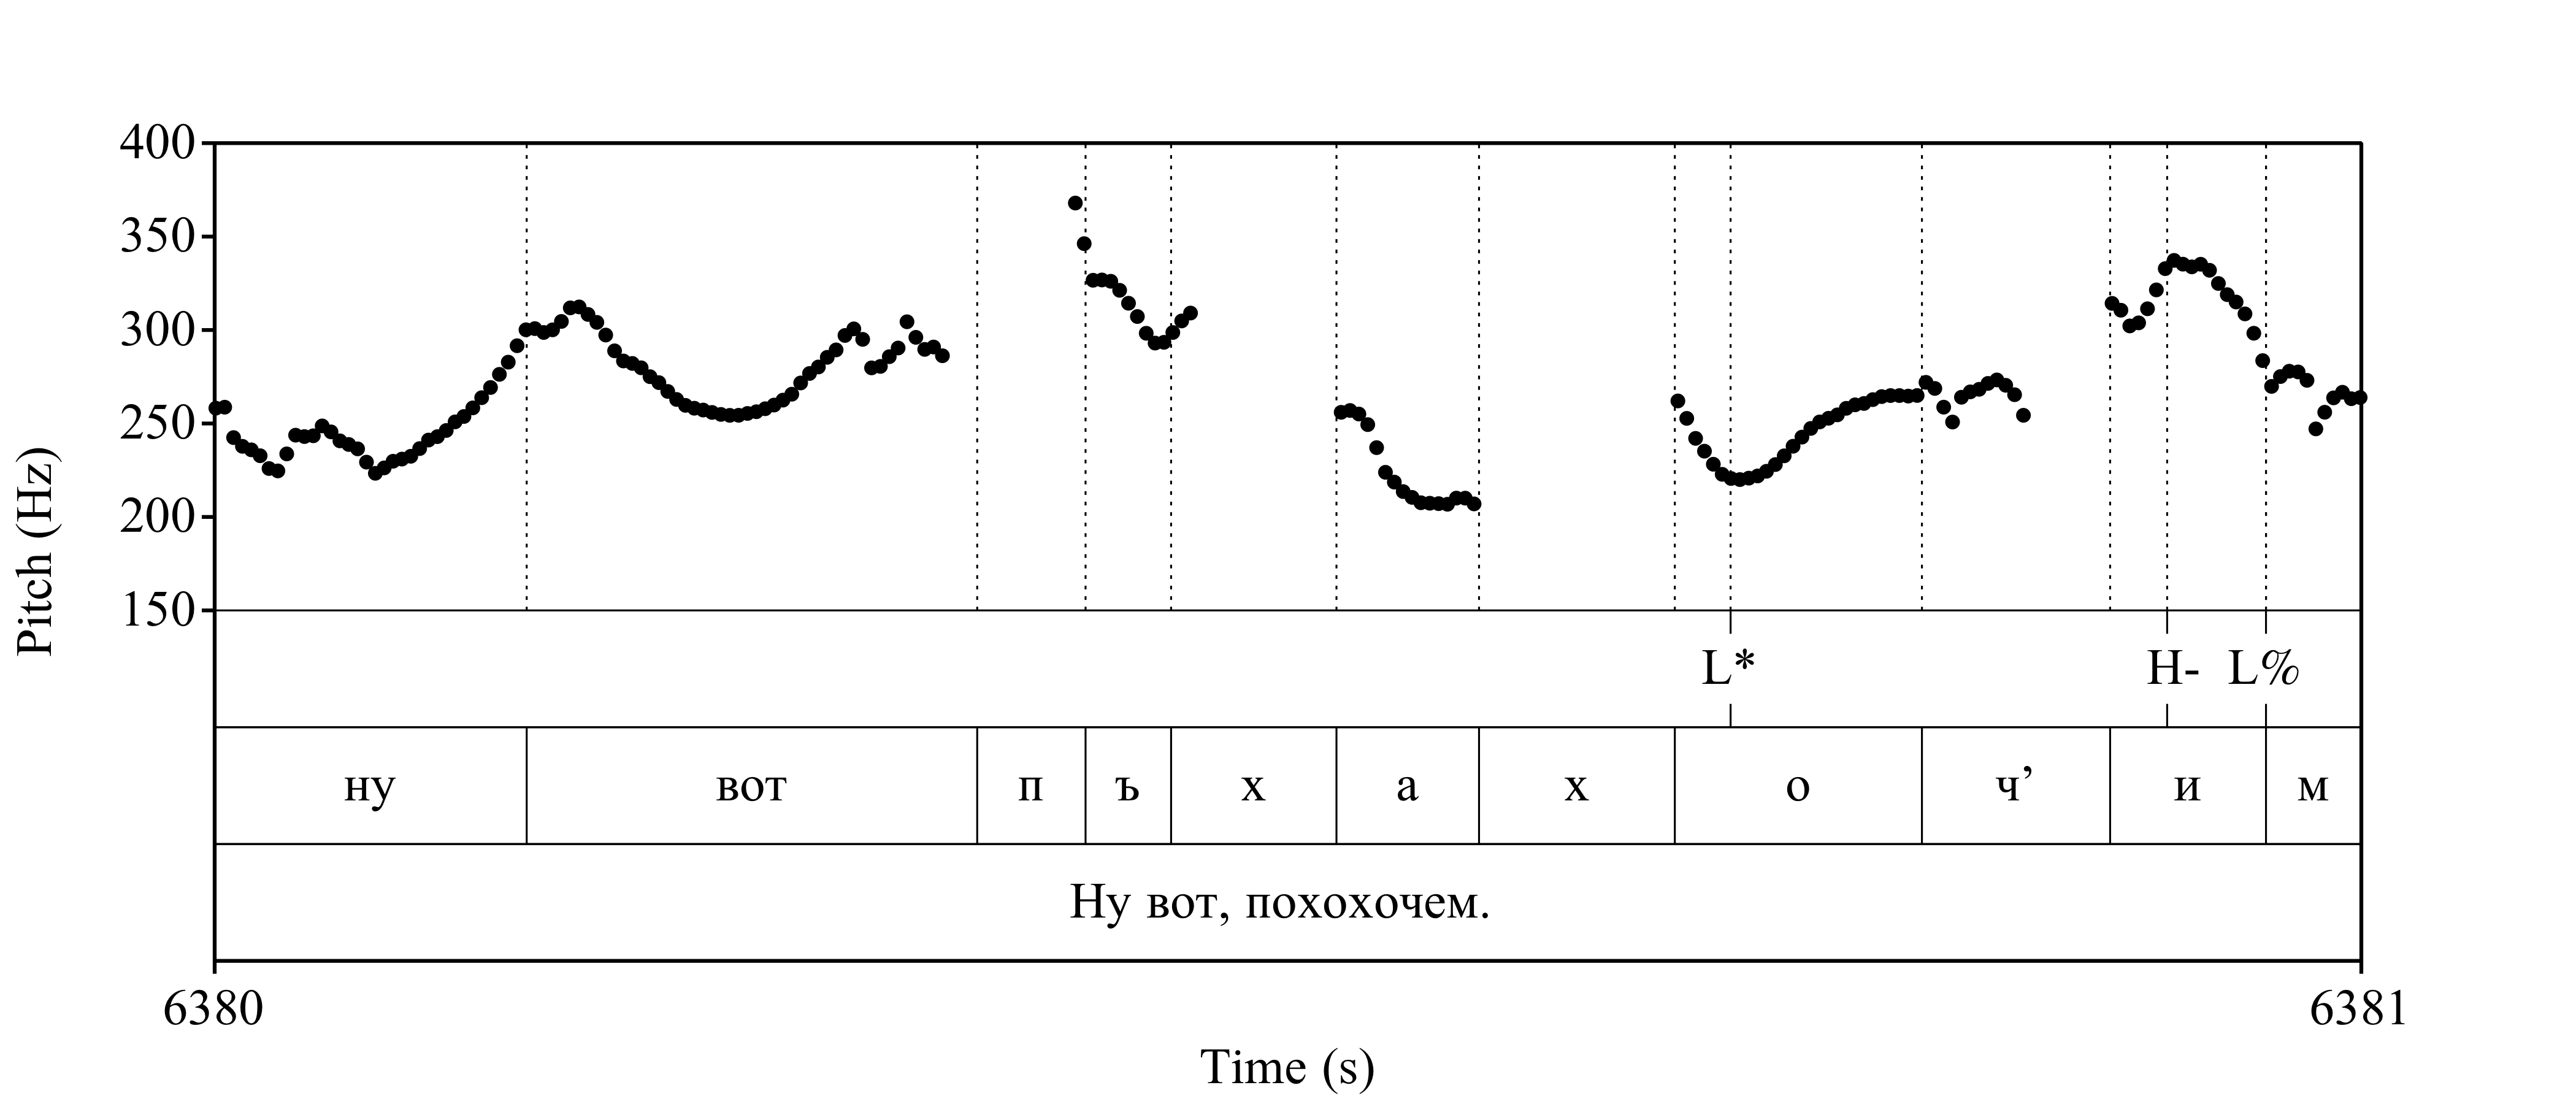 400
350
300
250
200
150
Pitch (Hz)
L* H- L%
ну вот п ъ х а х о ч’ и м
Ну вот, похохочем.
6380 6381
Time (s)